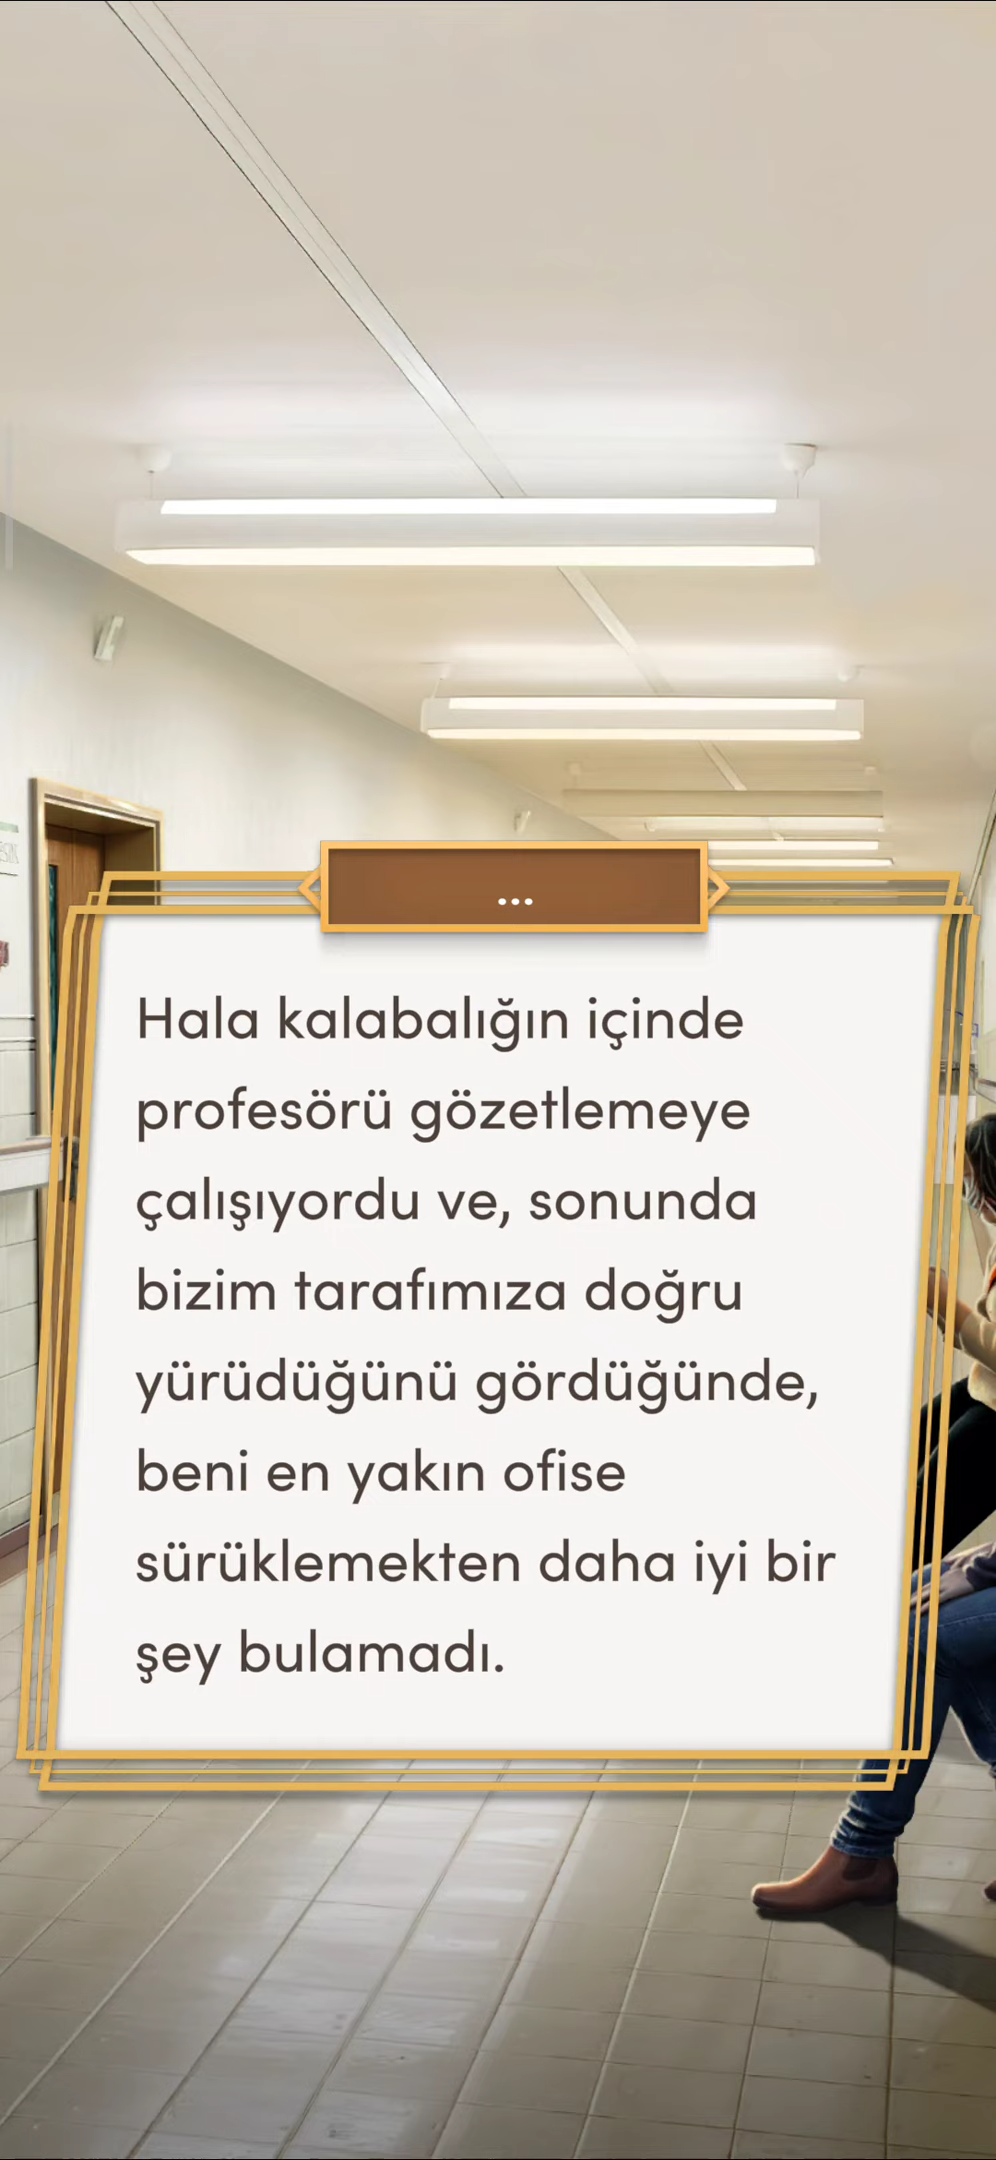 ...
Hala kalabalığın içinde
profesörü gözetlemeye
çalışıyordu ve, sonunda
bizim tarafımıza doğru
yürüdüğünü gördüğünde,
beni en yakın ofise
sürüklemekten daha iyi bir
şey bulamadı.